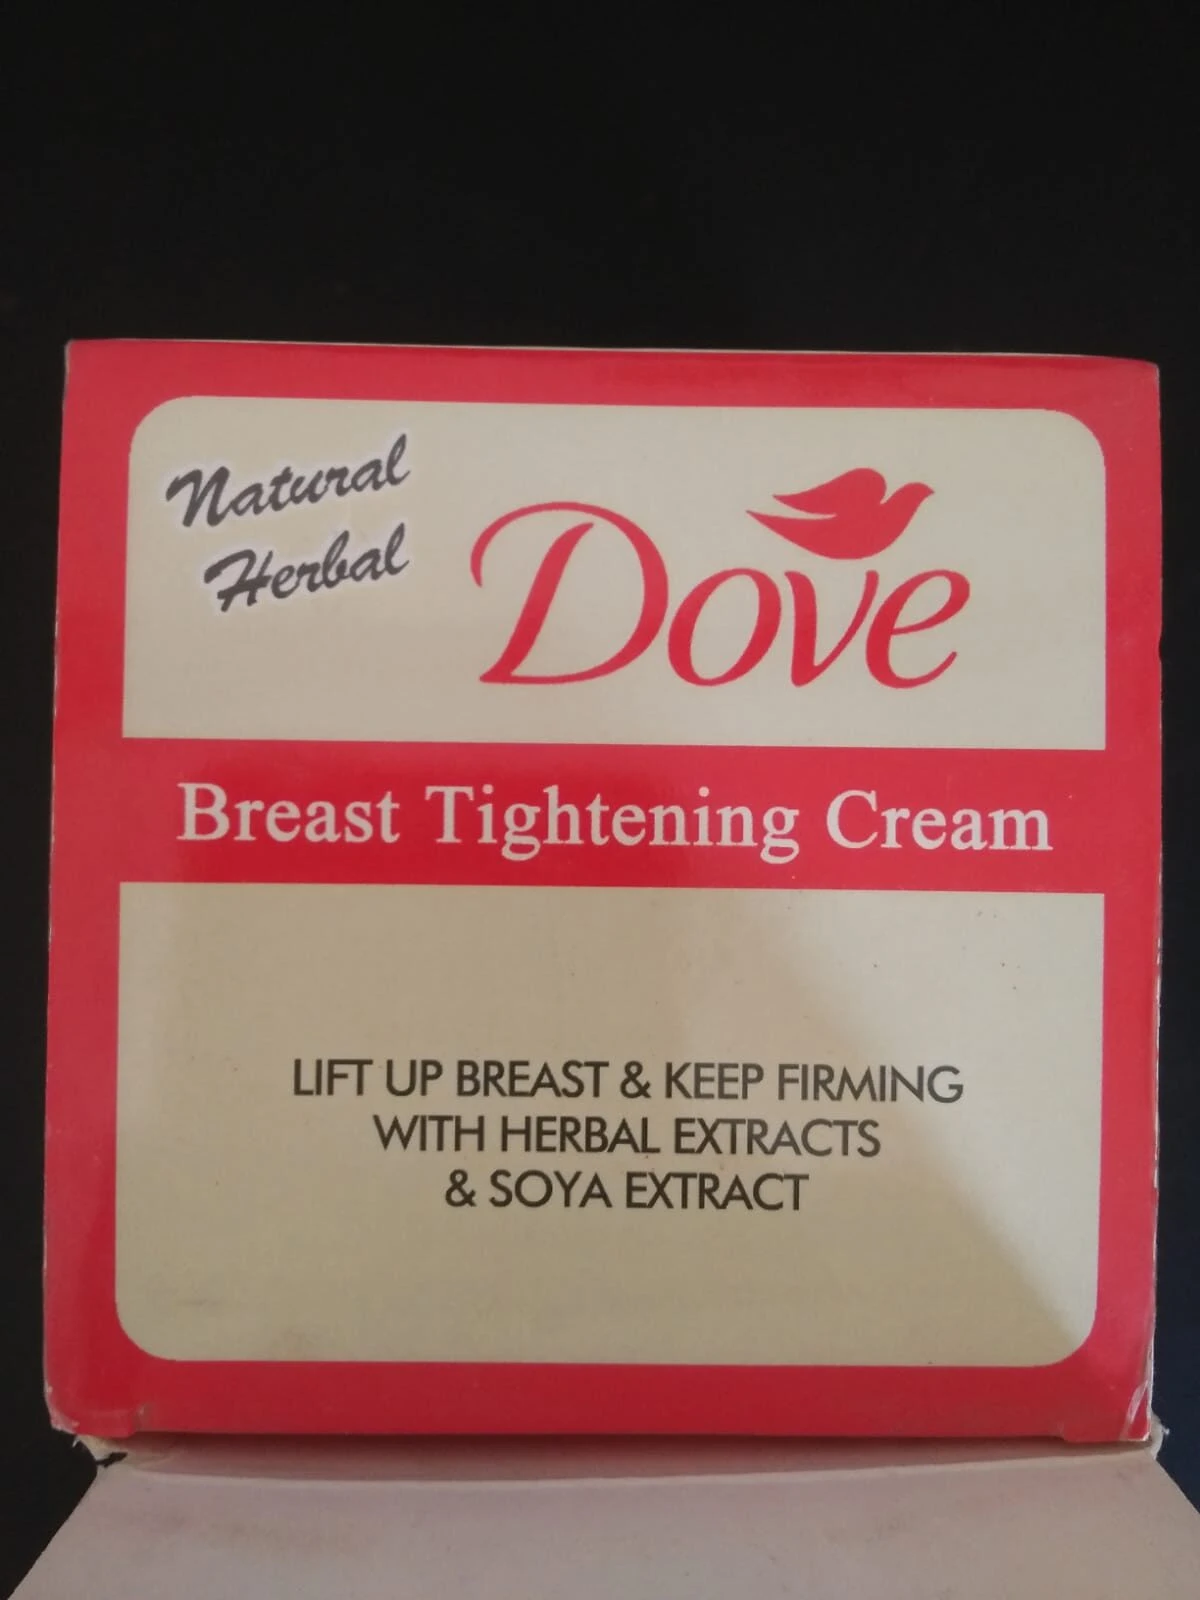 Natural
Herbal
Dove
Breast Tightening Cream
LIFT UP BREAST & KEEP FIRMING
WITH HERBAL EXTRACTS
& SOYA EXTRACT